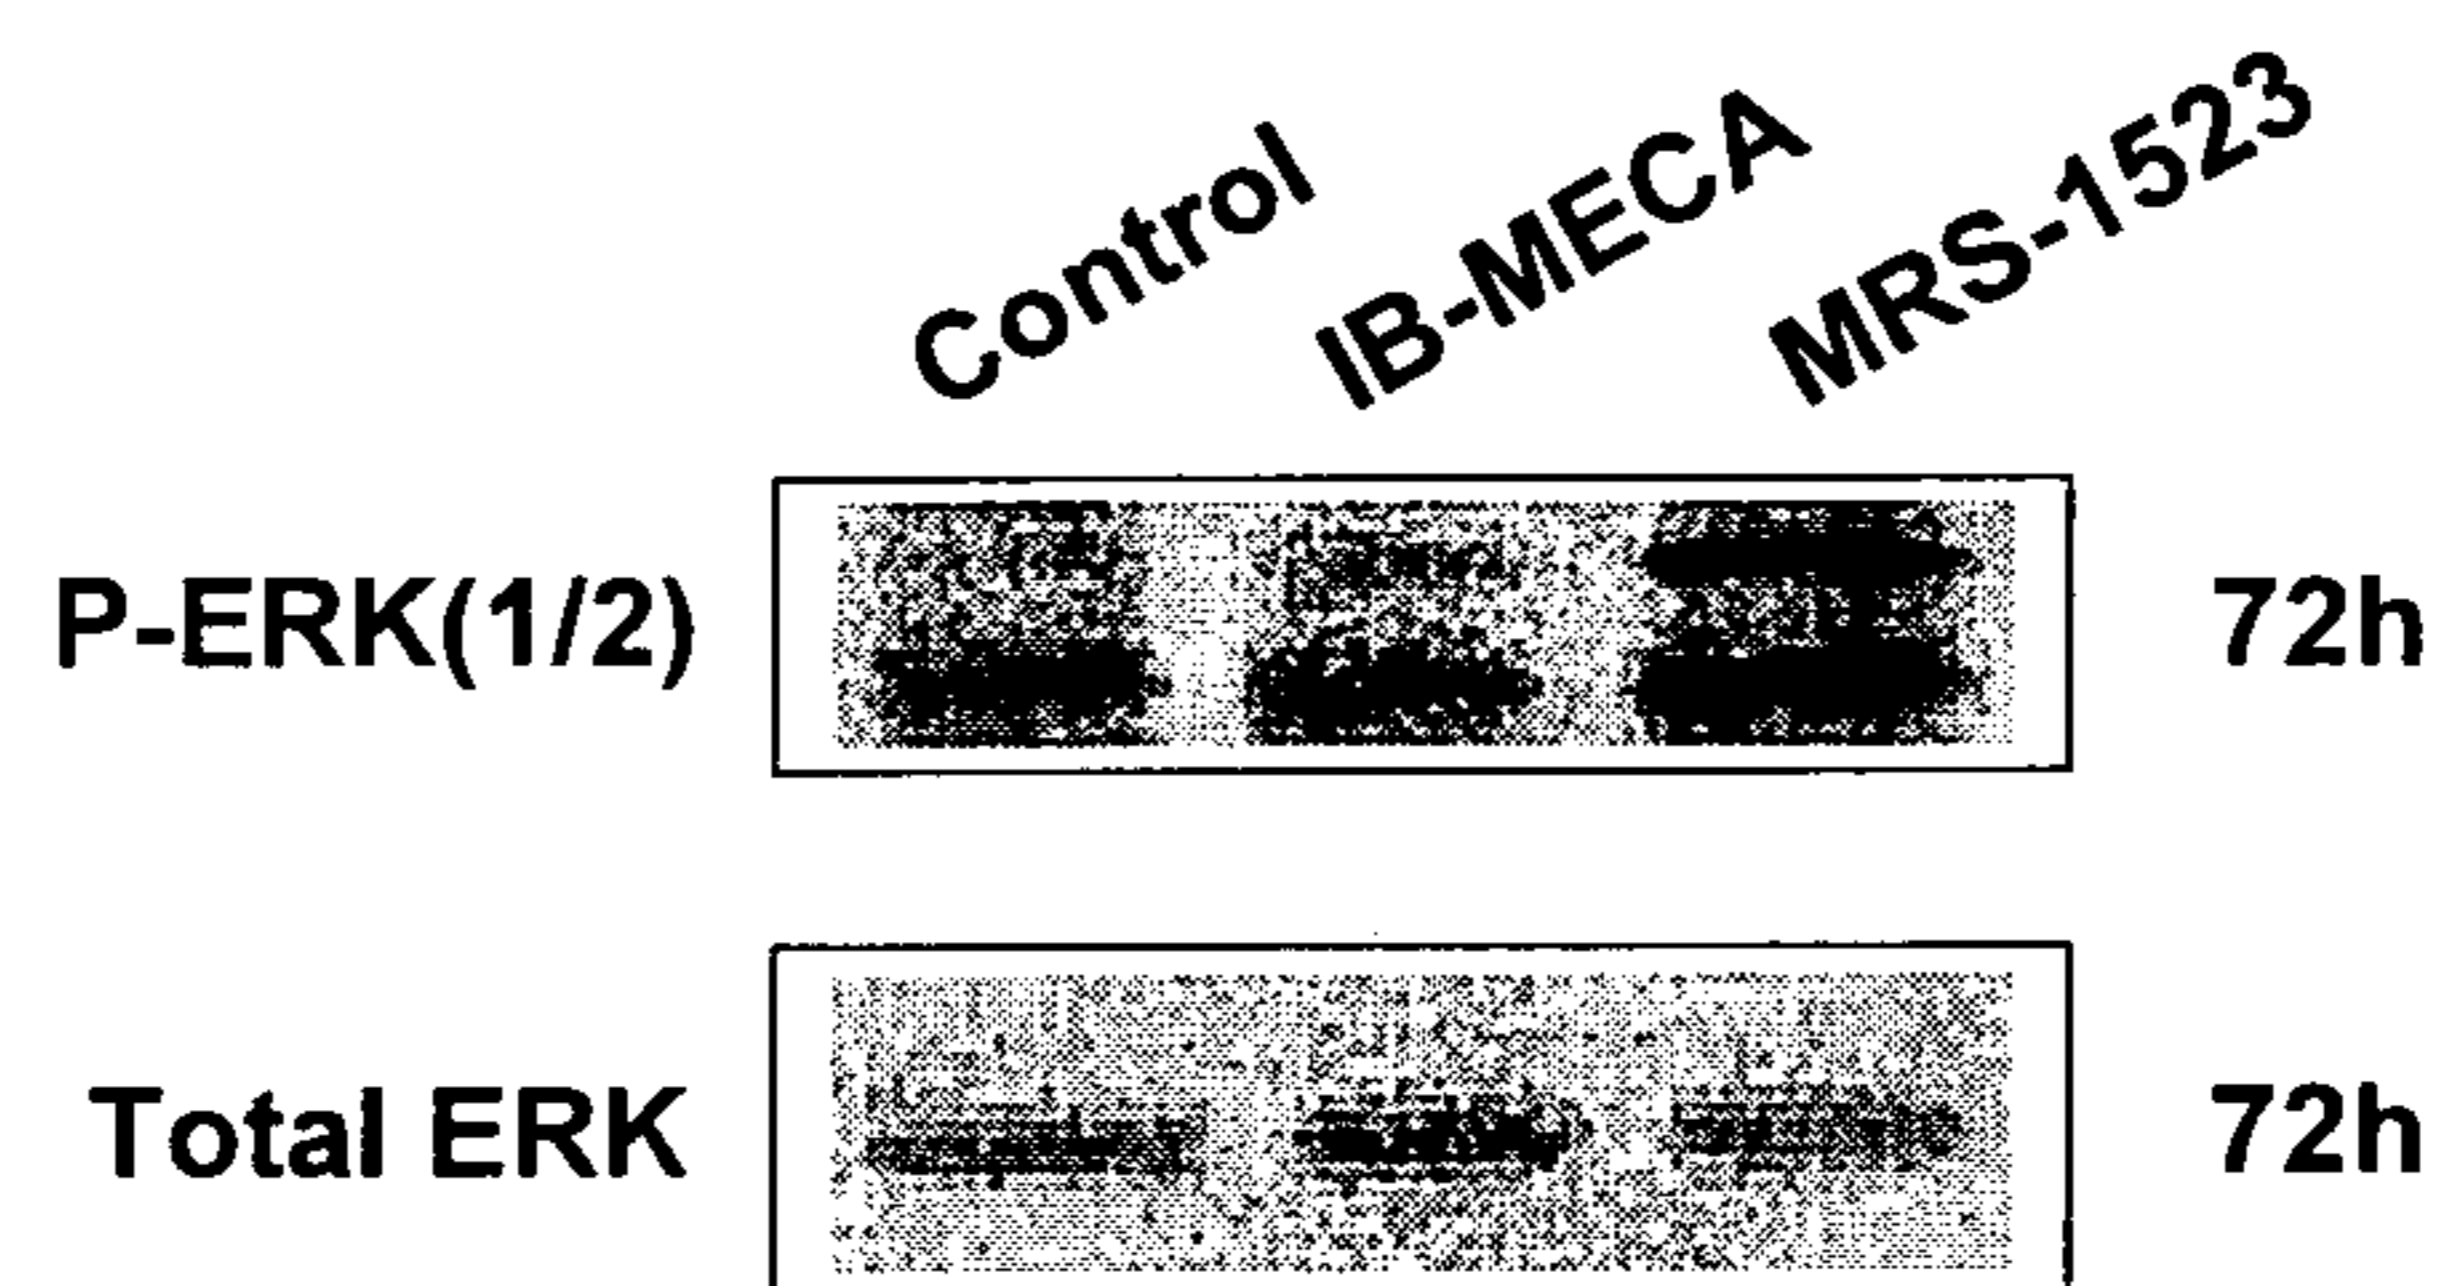 Control IB-MECA MRS-1523
P-ERK(1/2) 72h
Total ERK 72h